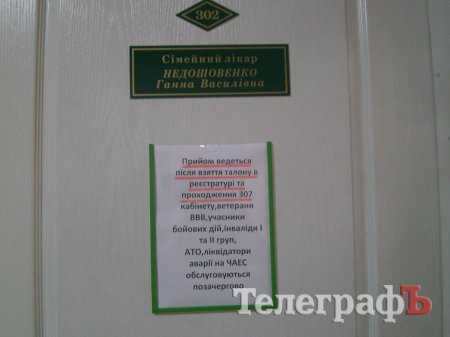 302
Сімейний лікар
НЕДОШОВЕНКО
Ганна Василівна
Прийом ведеться
після взяття талону в
реєстратурі та
проходження 307
кабінету,ветерани
ВВВ,учасники
бойових дій,інваліди І
та ІІ груп,
АТО,ліквідатори
аварії на ЧАЕС
обслуговуються
позачергово
ТелеграфЪ